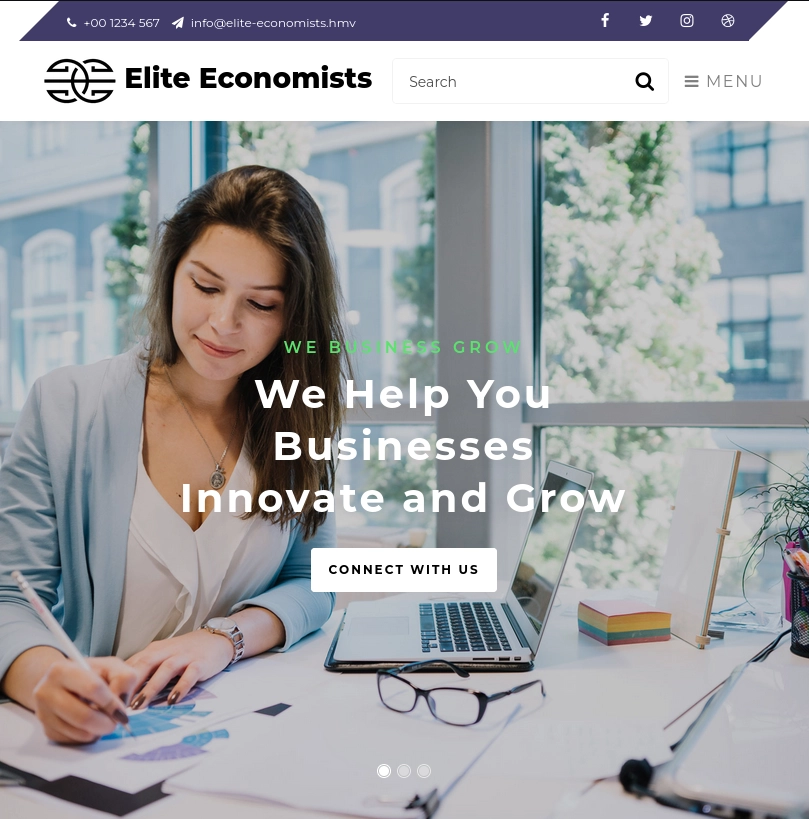 +00 1234 567 info@elite-economists.hmv
Elite Economists
Search
MENU
WE BUSINESS GROW
We Help You
Businesses
Innovate and Grow
CONNECT WITH US